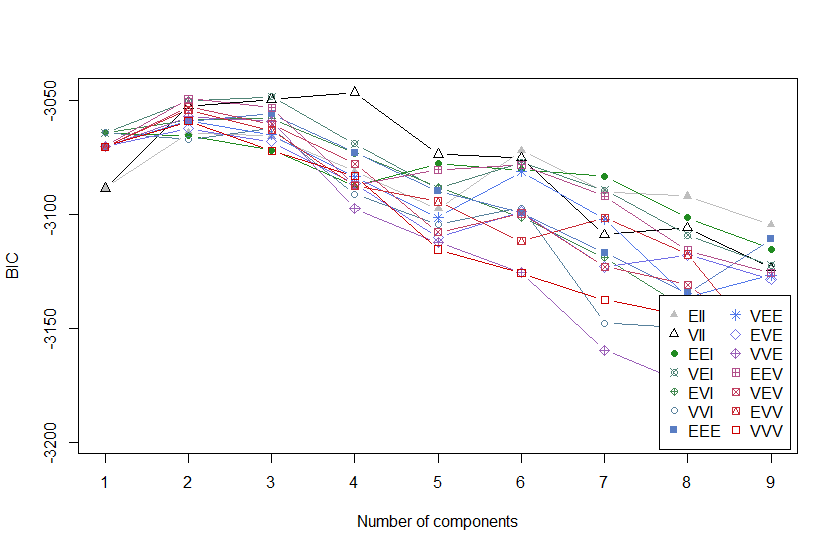 BIC
-3050
-3100
-3150
-3200
1 2 3 4 5 6 7 8 9
Number of components
EII VEE
VII EVE
EEI VVE
VEI EEV
EVI VEV
VVI EVV
EEE VVV